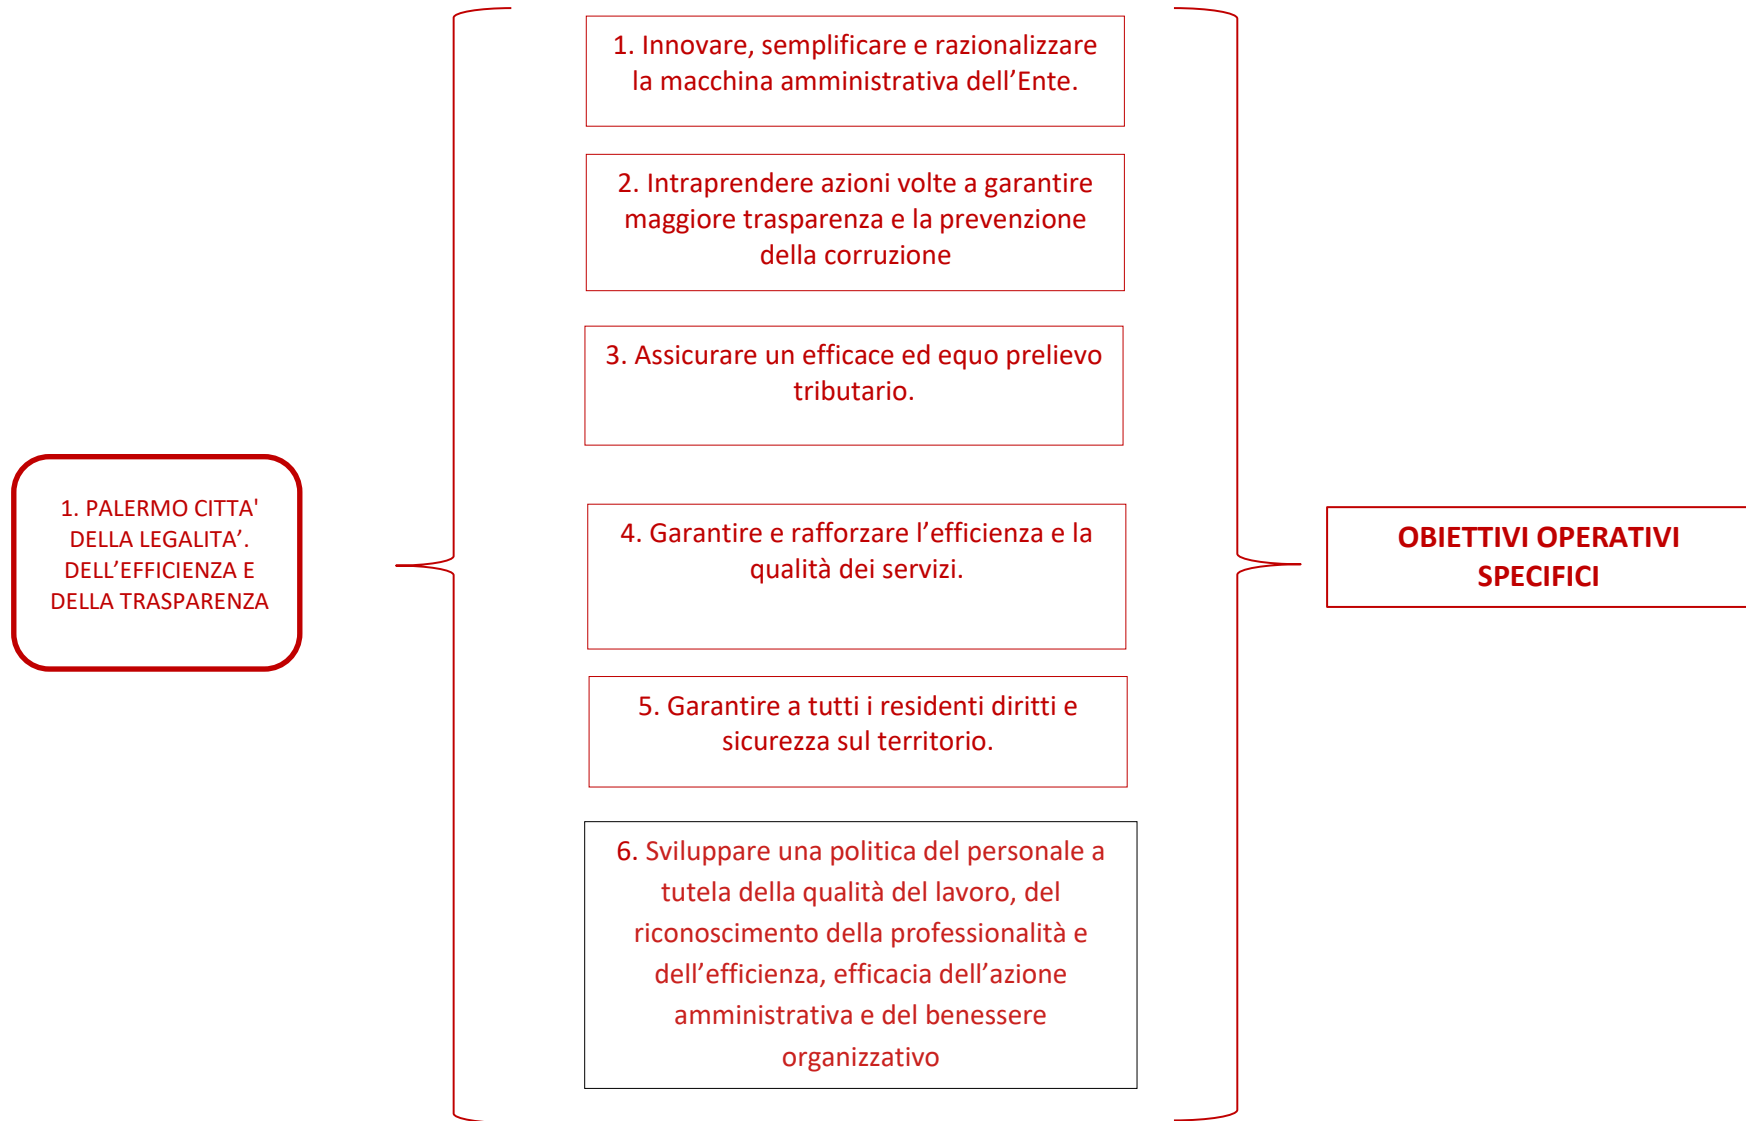 1. PALERMO CITTA'
DELLA LEGALITA’.
DELL’EFFICIENZA E
DELLA TRASPARENZA
1. Innovare, semplificare e razionalizzare
la macchina amministrativa dell’Ente.
2. Intraprendere azioni volte a garantire
maggiore trasparenza e la prevenzione
della corruzione
3. Assicurare un efficace ed equo prelievo
tributario.
4. Garantire e rafforzare l’efficienza e la
qualità dei servizi.
5. Garantire a tutti i residenti diritti e
sicurezza sul territorio.
6. Sviluppare una politica del personale a
tutela della qualità del lavoro, del
riconoscimento della professionalità e
dell’efficienza, efficacia dell’azione
amministrativa e del benessere
organizzativo
OBIETTIVI OPERATIVI
SPECIFICI